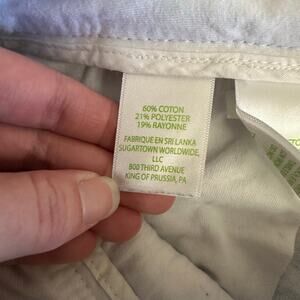 60% COTTON
21% POLYESTER
19% RAYONNE
FABRIQUE EN SRI LANKA
SUGARTOWN WORLDWIDE,
LLC
800 THIRD AVENUE
KING OF PRUSSIA, PA